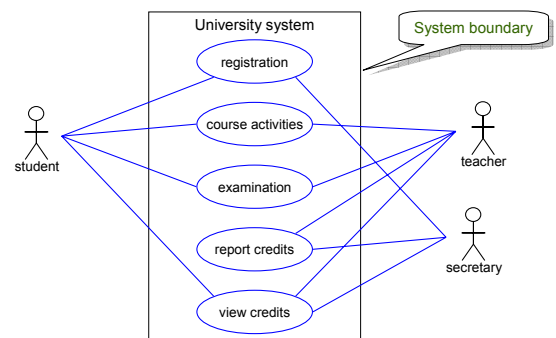 University system
System boundary
registration
course activities
student
teacher
examination
report credits
secretary
view credits